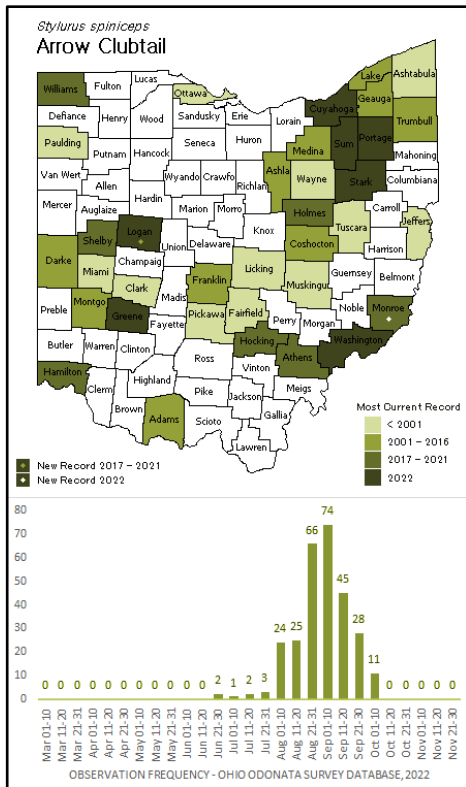 Stylurus spiniceps
Arrow Clubtail
Williams Fulton Lucas Ottawa Lake Ashtabula
Defiance Henry Wood Sandusky Erie Lorain Cuyahoga Geauga Trumbull
Paulding Putnam Hancock Seneca Huron Medina Sum Portage Mahoning
Van Wert Allen Wyando Crawfo Richlan Ashla Wayne Stark Columbiana
Mercer Auglaize Hardin Marion Morro Holmes Tuscara Carroll Jeffers
Shelby Logan Union Delaware Knox Coshocton Harrison
Darke Miami Champaig Licking Muskingu Guernsey Belmont
Clark Franklin
Preble Montgo Greene Madis Pickawa Fairfield Perry Morgan Noble Monroe
Butler Warren Clinton Fayette Ross Hocking Athens Washington
Hamilton Clerm Highland Vinton Meigs
Brown Adams Pike Jackson Gallia
Scioto Lawren
Most Current Record
< 2001
2001 - 2016
2017 - 2021
2022
New Record 2017 - 2021
New Record 2022
80
70
60
50
40
30
20
10
0
0 0 0 0 0 0 0 0 0 0 0 2 1 2 3 24 25 66 74 45 28 11 0 0 0 0 0
Mar 01-10
Mar 11-20
Mar 21-31
Apr 01-10
Apr 11-20
Apr 21-30
May 01-10
May 11-20
May 21-31
Jun 01-10
Jun 11-20
Jun 21-30
Jul 01-10
Jul 11-20
Jul 21-31
Aug 01-10
Aug 11-20
Aug 21-31
Sep 01-10
Sep 11-20
Sep 21-30
Oct 01-10
Oct 11-20
Oct 21-31
Nov 01-10
Nov 11-20
Nov 21-30
OBSERVATION FREQUENCY - OHIO ODONATA SURVEY DATABASE, 2022